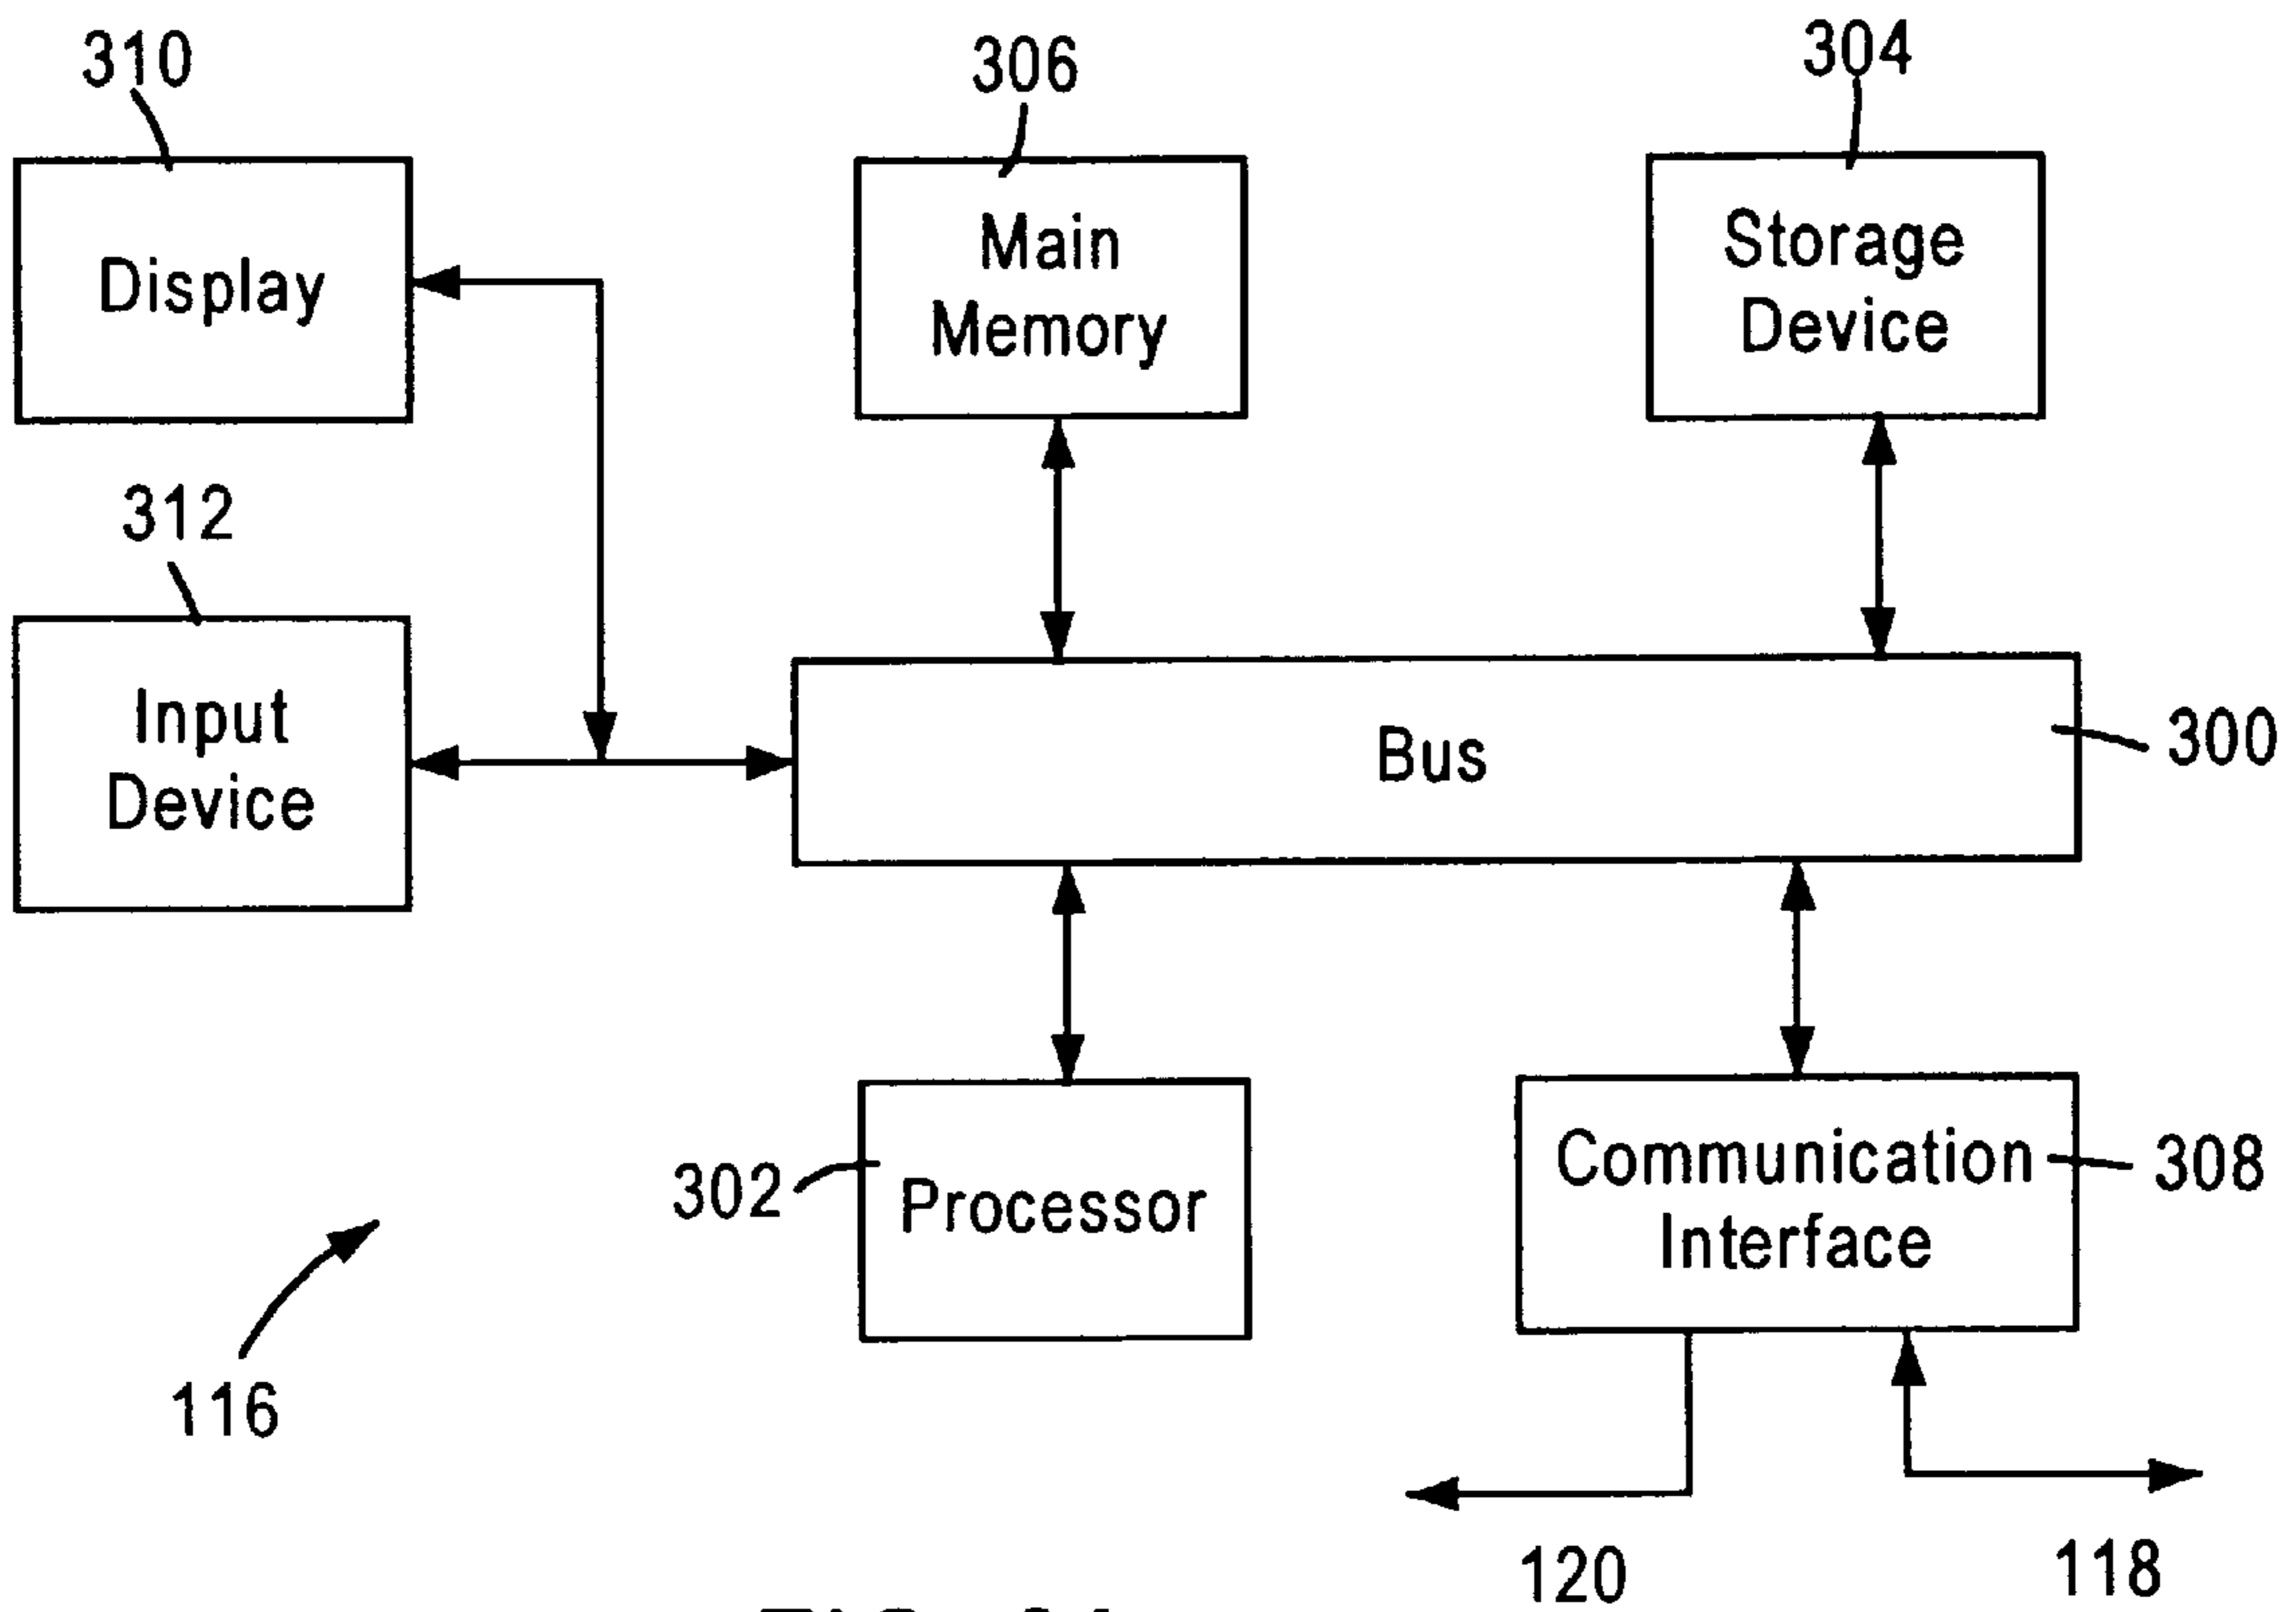 310
306
304
Display
Main
Memory
Storage
Device
312
Input
Device
Bus
300
302
Processor
Communication
Interface
308
116
120
118